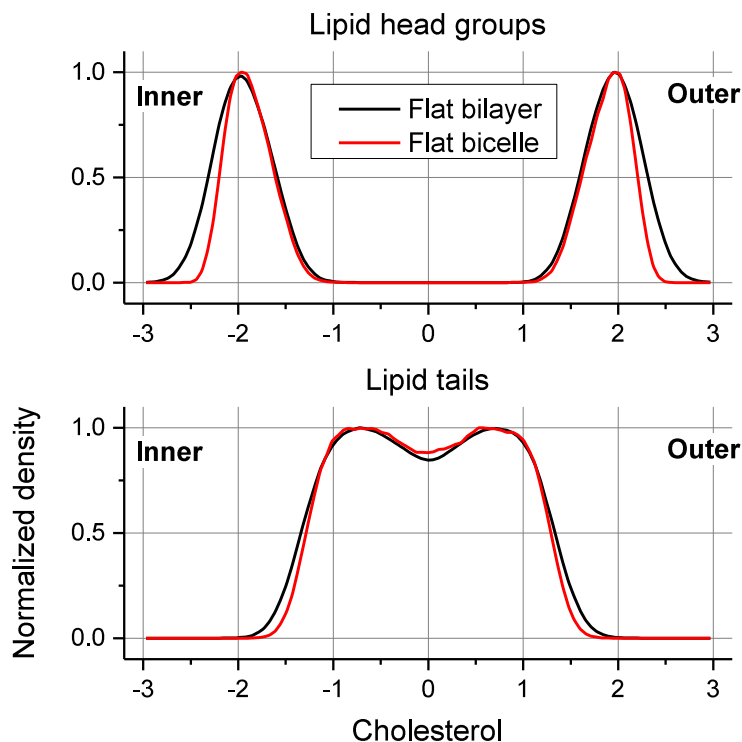 Lipid head groups
1.0
Inner
Flat bilayer
Flat bicelle
Outer
0.5
0.0
-3 -2 -1 0 1 2 3
Lipid tails
1.0
Inner
Outer
0.5
0.0
-3 -2 -1 0 1 2 3
Normalized density
Cholesterol